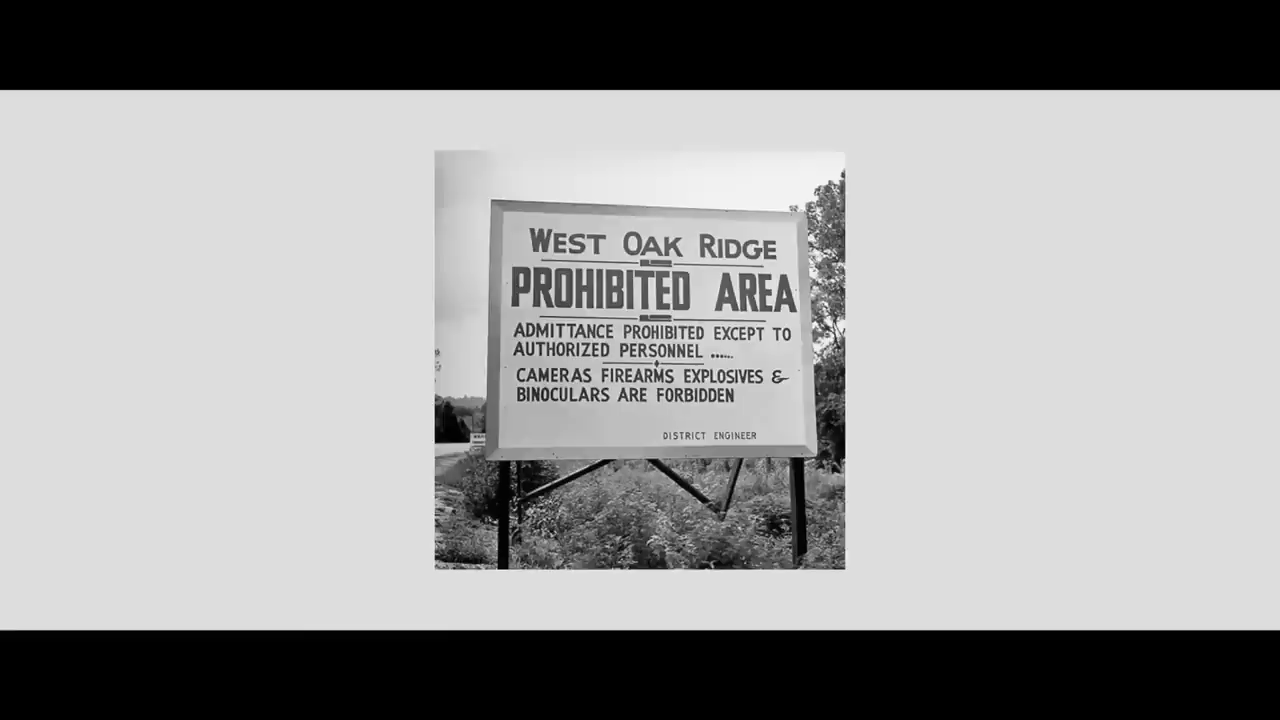 WEST OAK RIDGE
PROHIBITED AREA
ADMITTANCE PROHIBITED EXCEPT TO
AUTHORIZED PERSONNEL ......
CAMERAS FIREARMS EXPLOSIVES &
BINOCULARS ARE FORBIDDEN
DISTRICT ENGINEER